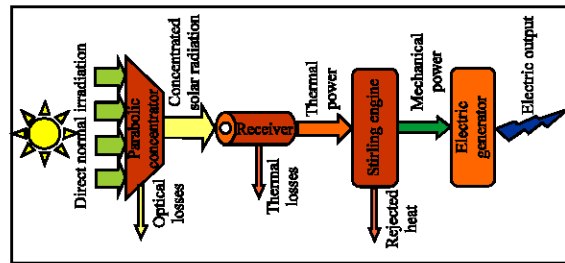 Direct normal irradiation
Parabolic
concentrator
Optical
losses
Concentrated
solar radiation
Receiver
Thermal
losses
Thermal
power
Stirling engine
Rejected
heat
Mechanical
power
Electric
generator
Electric output